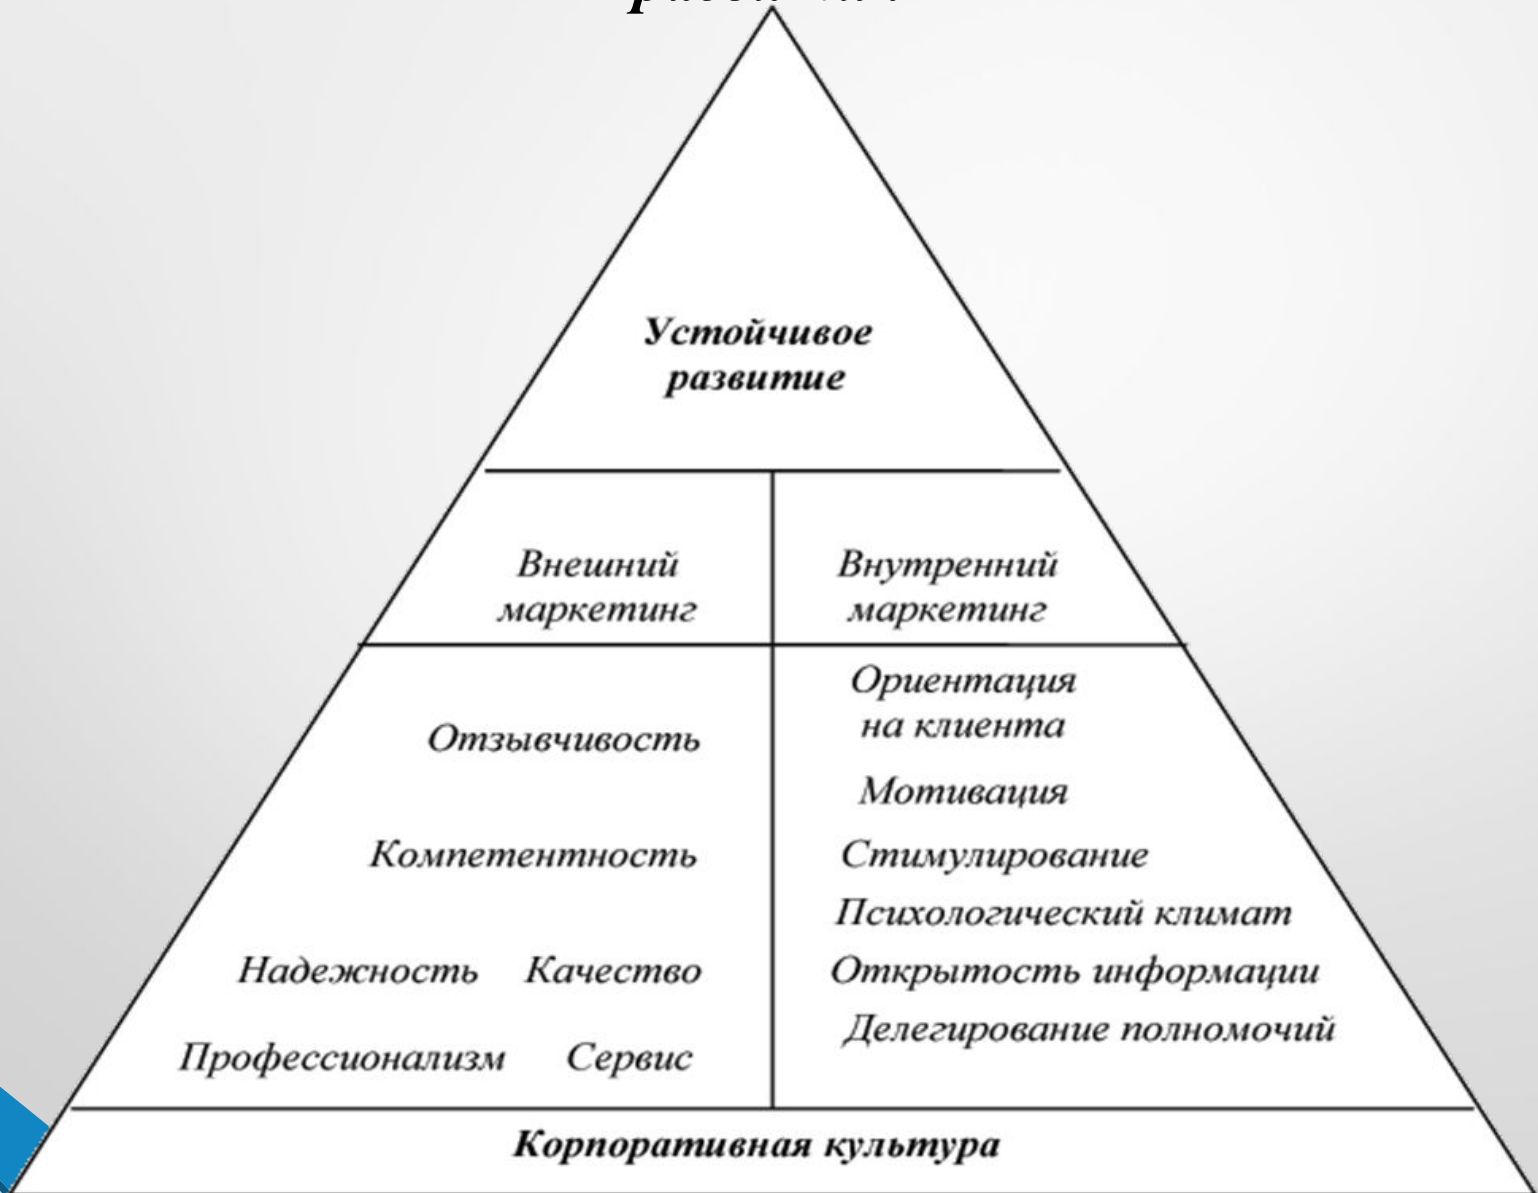 Устойчивое
развитие
Внешний
маркетинг
Внутренний
маркетинг
Отзывчивость
Компетентность
Надежность Качество
Профессионализм Сервис
Ориентация
на клиента
Мотивация
Стимулирование
Психологический климат
Открытость информации
Делегирование полномочий
Корпоративная культура